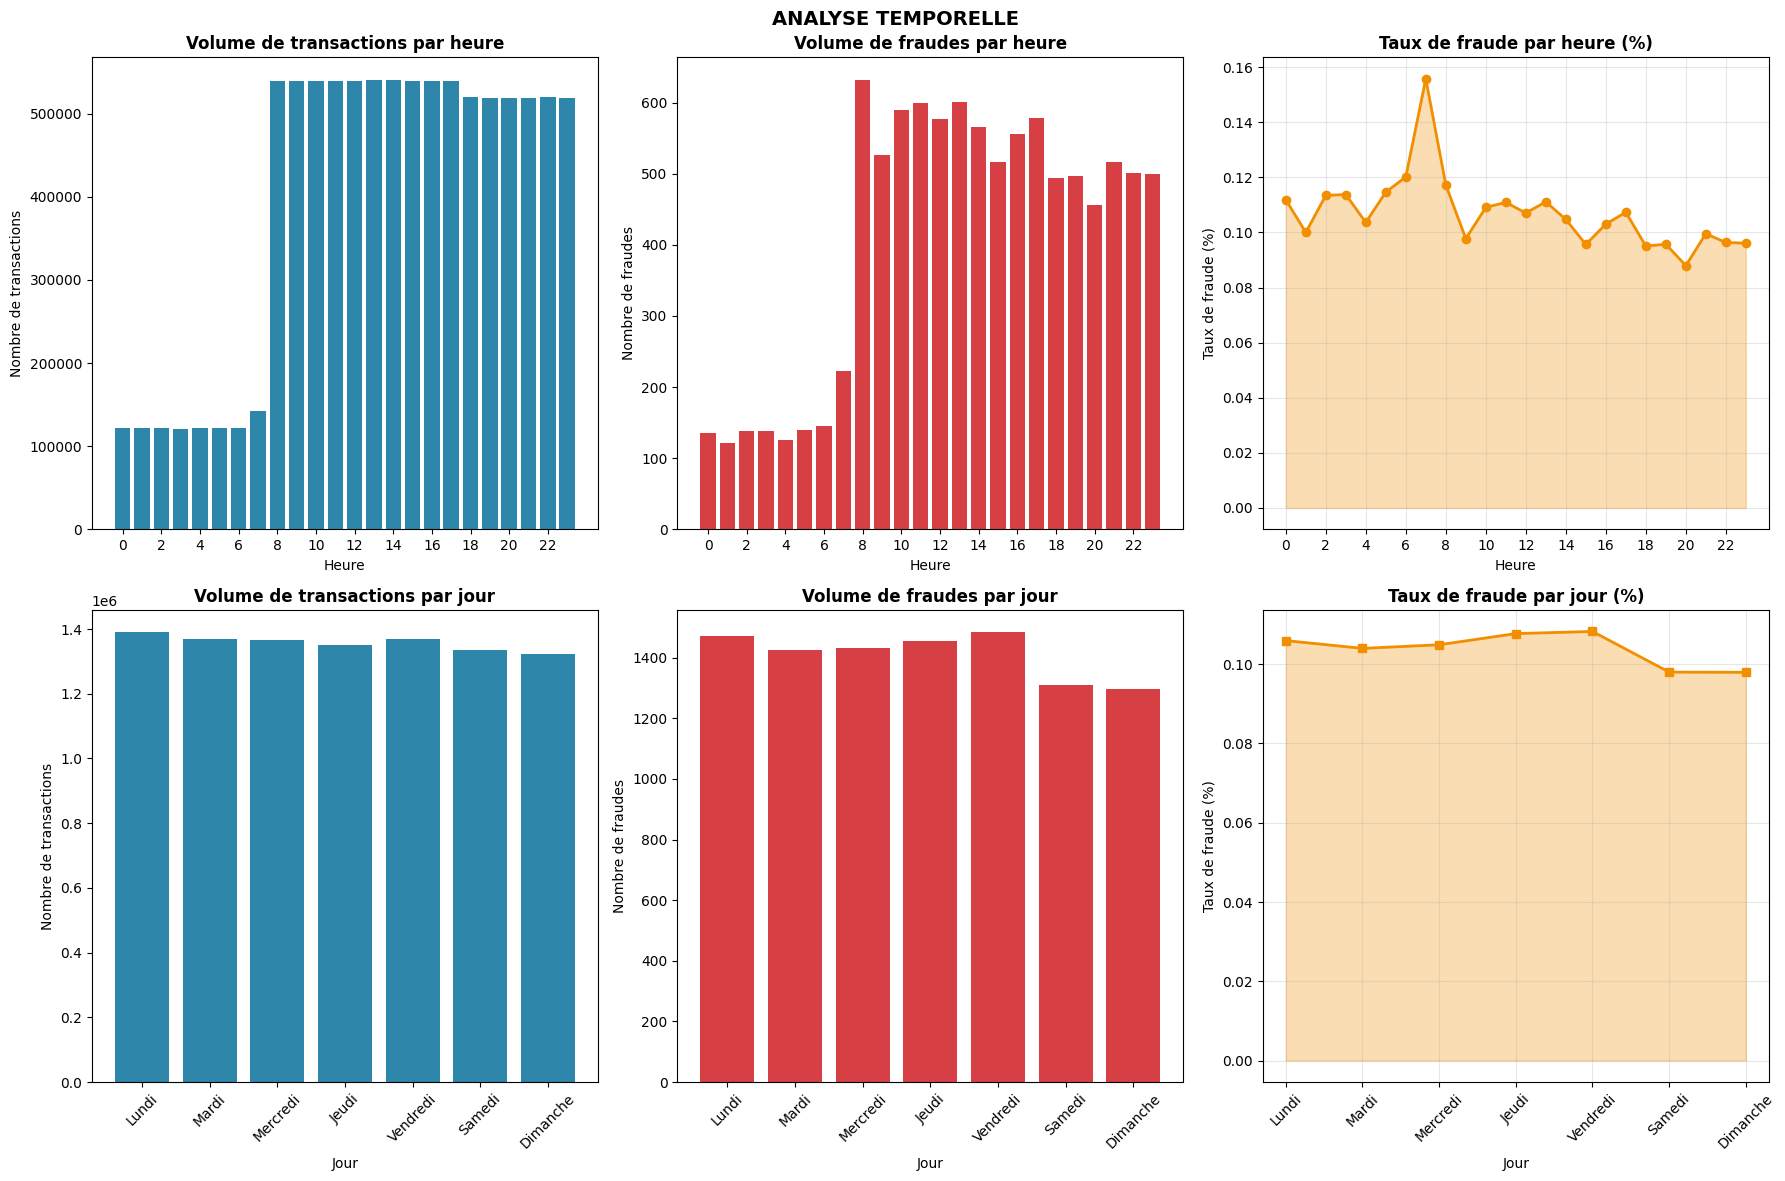 ANALYSE TEMPORELLE
Volume de transactions par heure
Nombre de transactions
500000
400000
300000
200000
100000
0
0 2 4 6 8 10 12 14 16 18 20 22
Heure
Volume de fraudes par heure
Nombre de fraudes
600
500
400
300
200
100
0
0 2 4 6 8 10 12 14 16 18 20 22
Heure
Taux de fraude par heure (%)
Taux de fraude (%)
0.16
0.14
0.12
0.10
0.08
0.06
0.04
0.02
0.00
0 2 4 6 8 10 12 14 16 18 20 22
Heure
Volume de transactions par jour
1e6
Nombre de transactions
1.4
1.2
1.0
0.8
0.6
0.4
0.2
0.0
Lundi Mardi Mercredi Jeudi Vendredi Samedi Dimanche
Jour
Volume de fraudes par jour
Nombre de fraudes
1400
1200
1000
800
600
400
200
0
Lundi Mardi Mercredi Jeudi Vendredi Samedi Dimanche
Jour
Taux de fraude par jour (%)
Taux de fraude (%)
0.10
0.08
0.06
0.04
0.02
0.00
Lundi Mardi Mercredi Jeudi Vendredi Samedi Dimanche
Jour